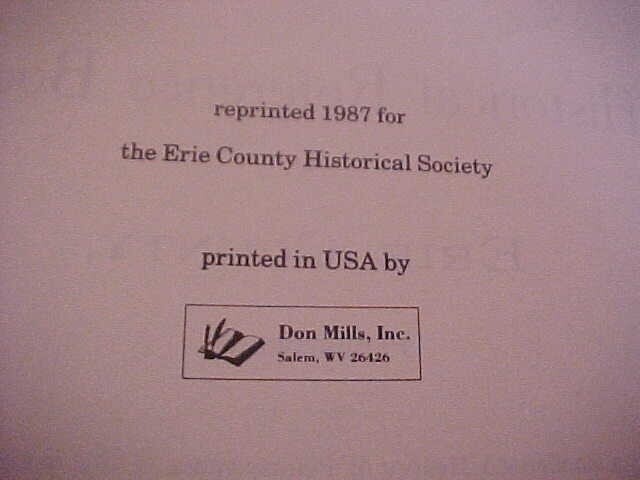 reprinted 1987 for
the Erie County Historical Society
printed in USA by
Don Mills, Inc.
Salem, WV 26426